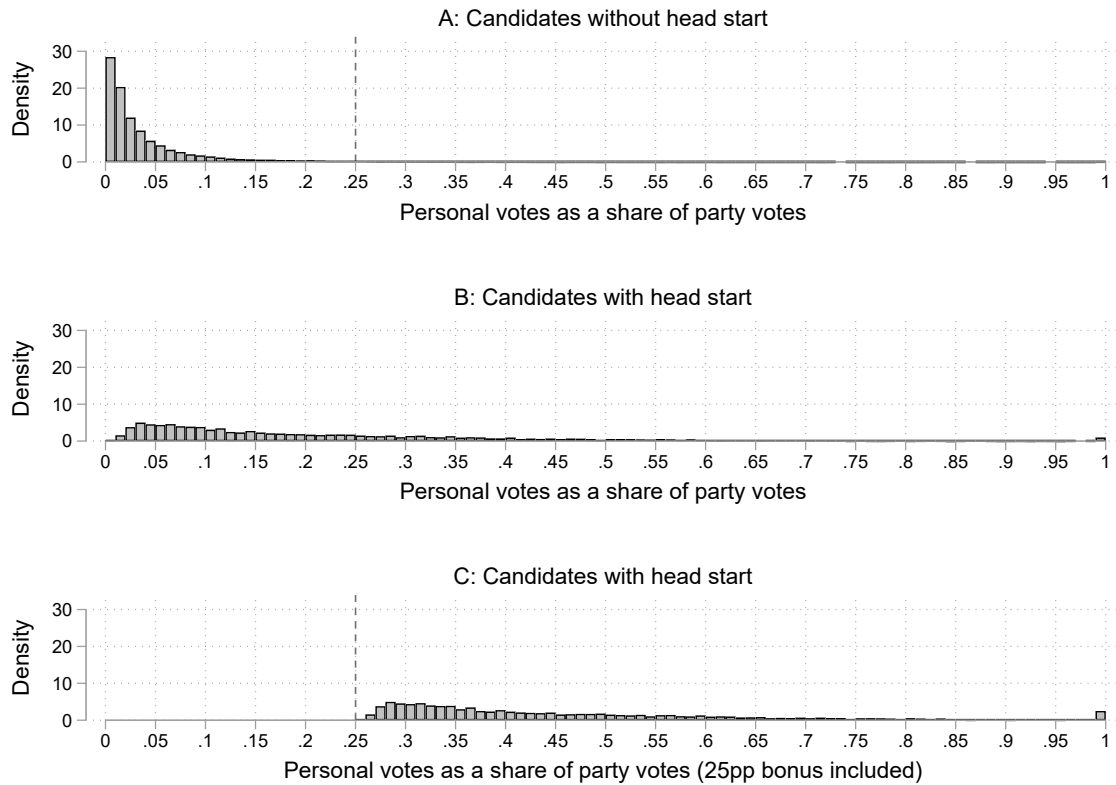 A: Candidates without head start
Density
30
20
10
0
0 .05 .1 .15 .2 .25 .3 .35 .4 .45 .5 .55 .6 .65 .7 .75 .8 .85 .9 .95 1
Personal votes as a share of party votes
B: Candidates with head start
Density
30
20
10
0
0 .05 .1 .15 .2 .25 .3 .35 .4 .45 .5 .55 .6 .65 .7 .75 .8 .85 .9 .95 1
Personal votes as a share of party votes
C: Candidates with head start
Density
30
20
10
0
0 .05 .1 .15 .2 .25 .3 .35 .4 .45 .5 .55 .6 .65 .7 .75 .8 .85 .9 .95 1
Personal votes as a share of party votes (25pp bonus included)